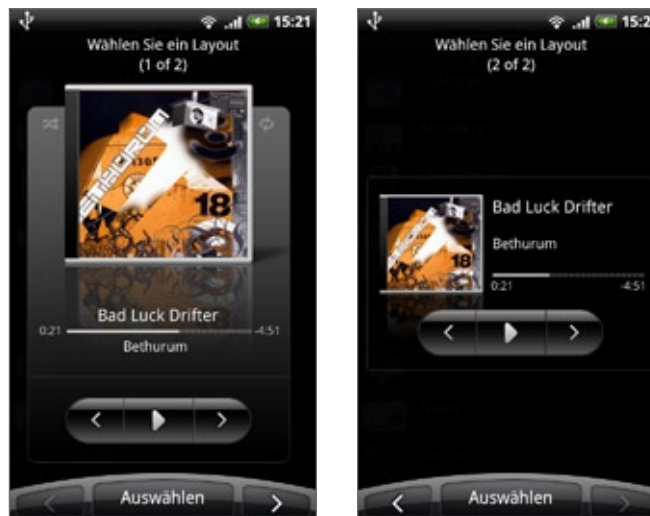 15:21
Wählen Sie ein Layout
(1 of 2)
18
Bad Luck Drifter
0:21
-4:51
Bethurum
Auswählen
15:2
Wählen Sie ein Layout
(2 of 2)
18
Bad Luck Drifter
Bethurum
0:21
-4:51
Auswählen